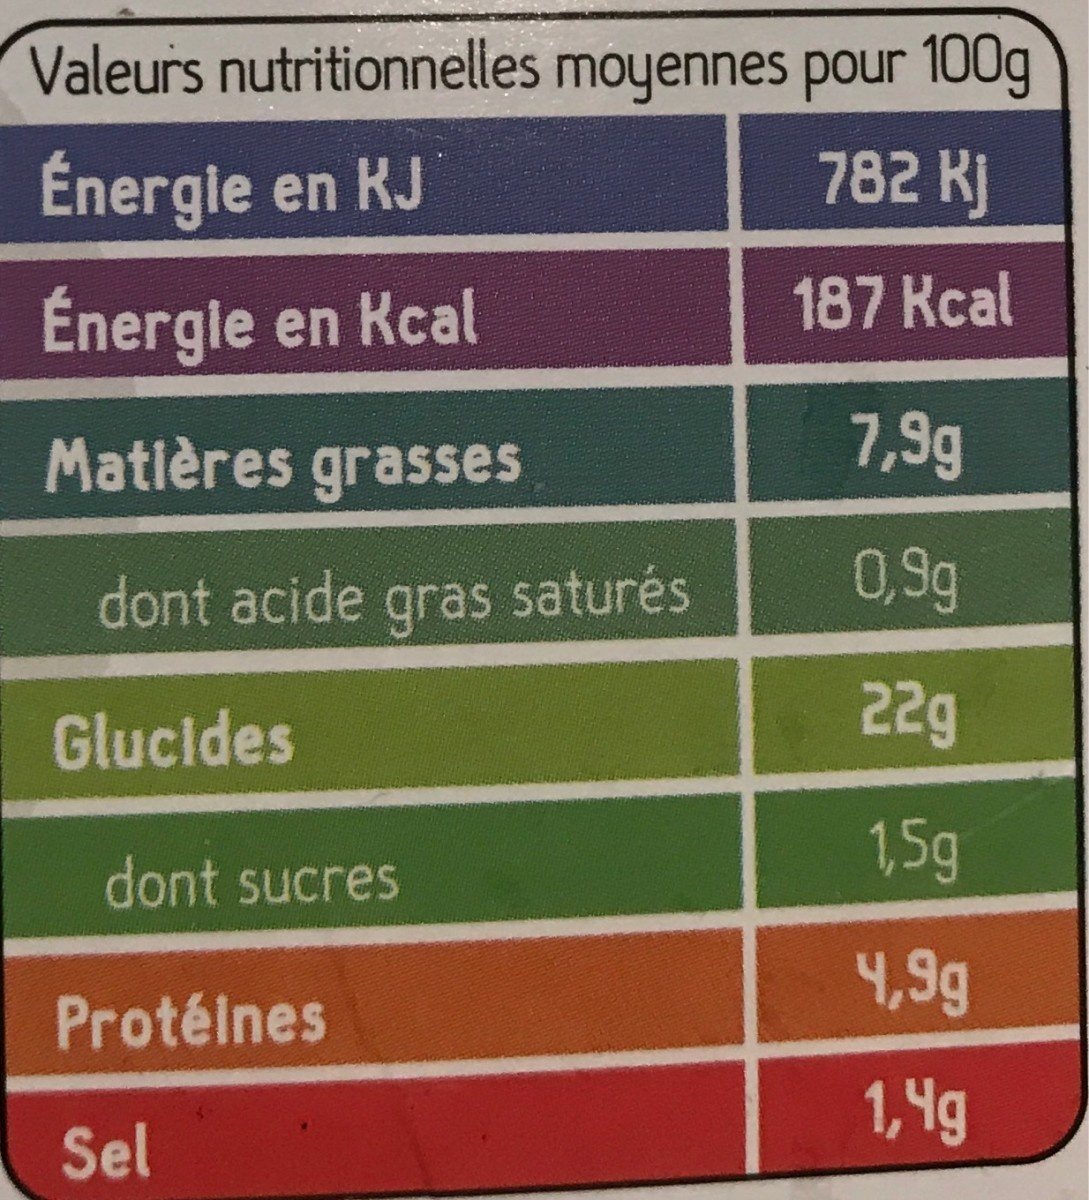 Valeurs nutritionnelles moyennes pour 100g
Énergie en KJ 782 Kj
Énergie en Kcal 187 Kcal
Matières grasses 7,9g
dont acide gras saturés 0,9g
Glucides 22g
dont sucres 1,5g
Protéines 4,9g
Sel 1,4g